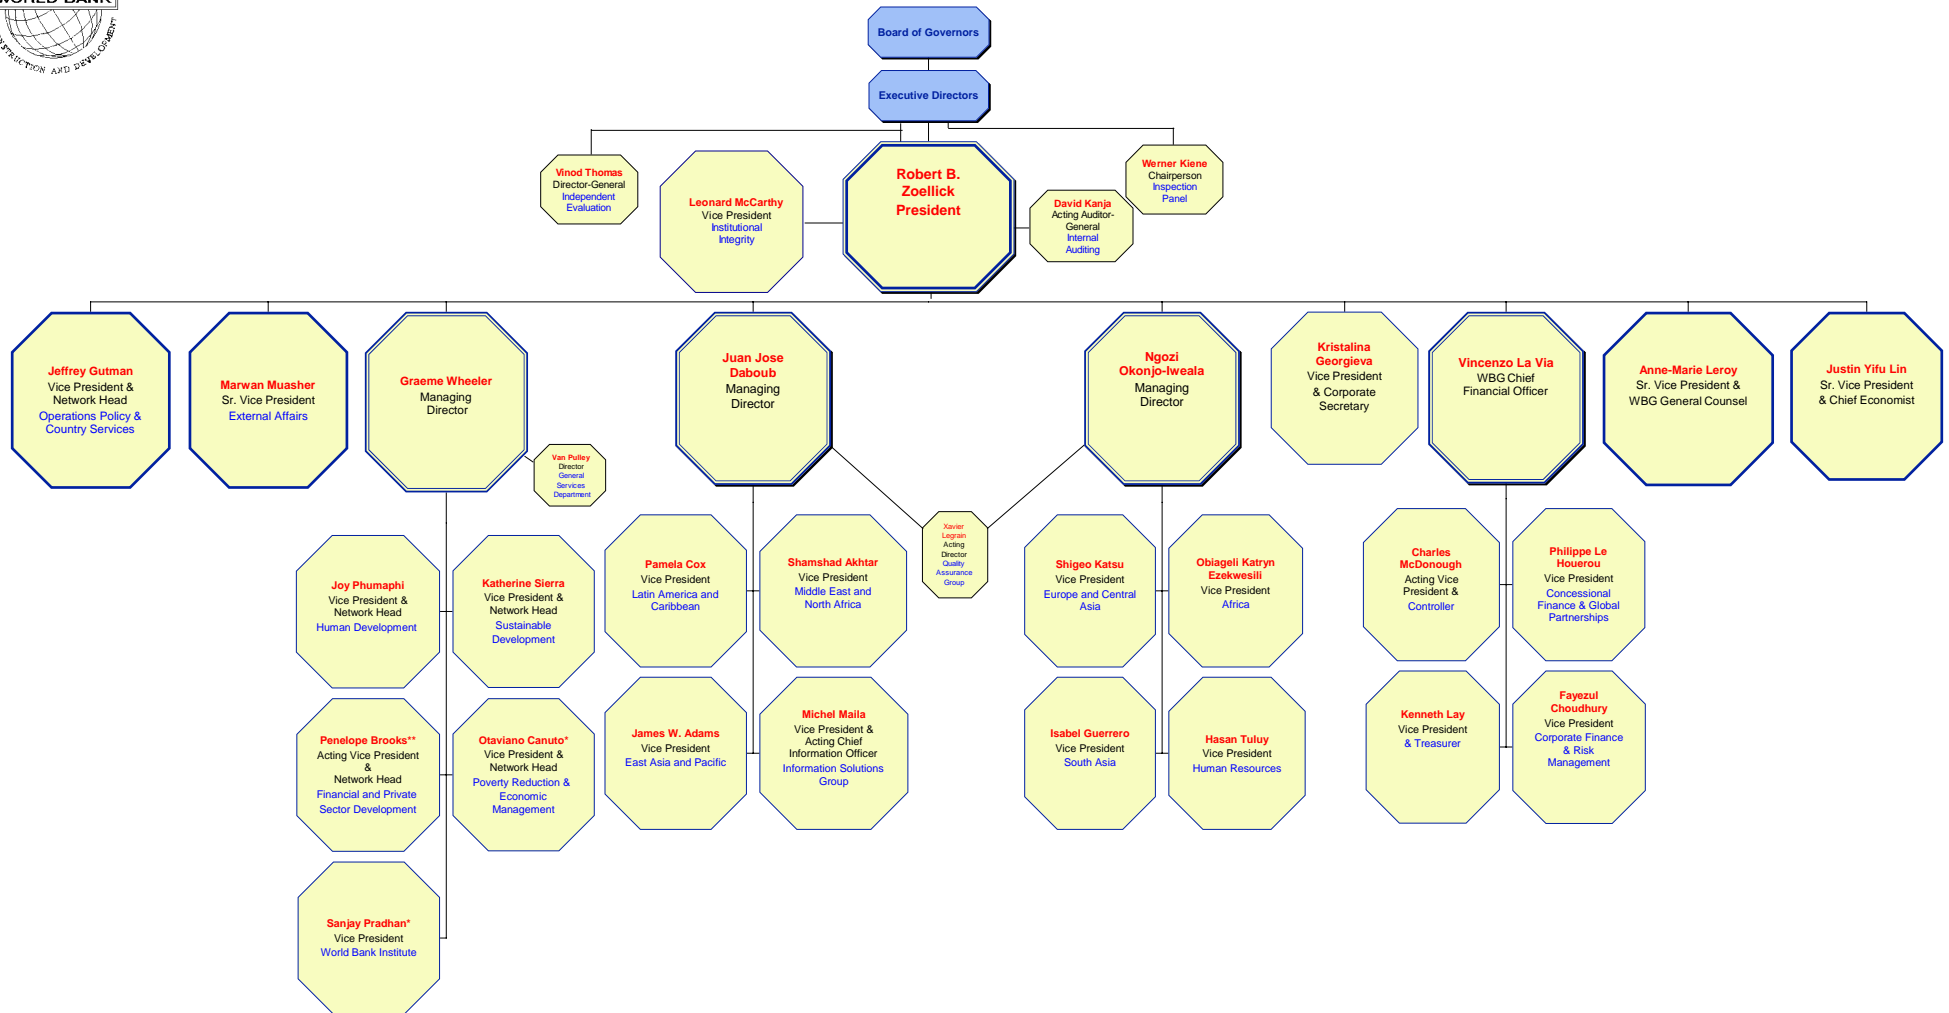 WORLD BANK
CONSTRUCTION AND DEVELOPMENT
Board of Governors
Executive Directors
Vinod Thomas
Director-General
Independent
Evaluation
Leonard McCarthy
Vice President
Institutional
Integrity
Robert B.
Zoellick
President
David Kanja
Acting Auditor-
General
Internal
Auditing
Werner Kiene
Chairperson
Inspection
Panel
Jeffrey Gutman
Vice President &
Network Head
Operations Policy &
Country Services
Marwan Muasher
Sr. Vice President
External Affairs
Graeme Wheeler
Managing
Director
Van Pulley
Director
General
Services
Department
Juan Jose
Daboub
Managing
Director
Ngozi
Okonjo-Iweala
Managing
Director
Kristalina
Georgieva
Vice President
& Corporate
Secretary
Vincenzo La Via
WBG Chief
Financial Officer
Anne-Marie Leroy
Sr. Vice President &
WBG General Counsel
Justin Yifu Lin
Sr. Vice President
& Chief Economist
Xavier
Legrain
Acting
Director
Quality
Assurance
Group
Joy Phumaphi
Vice President &
Network Head
Human Development
Katherine Sierra
Vice President &
Network Head
Sustainable
Development
Pamela Cox
Vice President
Latin America and
Caribbean
Shamshad Akhtar
Vice President
Middle East and
North Africa
Shigeo Katsu
Vice President
Europe and Central
Asia
Obiageli Katryn
Ezekwesili
Vice President
Africa
Charles
McDonough
Acting Vice
President &
Controller
Philippe Le
Houerou
Vice President
Concessional
Finance & Global
Partnerships
Penelope Brooks**
Acting Vice President
&
Network Head
Financial and Private
Sector Development
Otaviano Canuto*
Vice President &
Network Head
Poverty Reduction &
Economic
Management
James W. Adams
Vice President
East Asia and Pacific
Michel Maila
Vice President &
Acting Chief
Information Officer
Information Solutions
Group
Isabel Guerrero
Vice President
South Asia
Hasan Tuluy
Vice President
Human Resources
Kenneth Lay
Vice President
& Treasurer
Fayezul
Choudhury
Vice President
Corporate Finance
& Risk
Management
Sanjay Pradhan*
Vice President
World Bank Institute